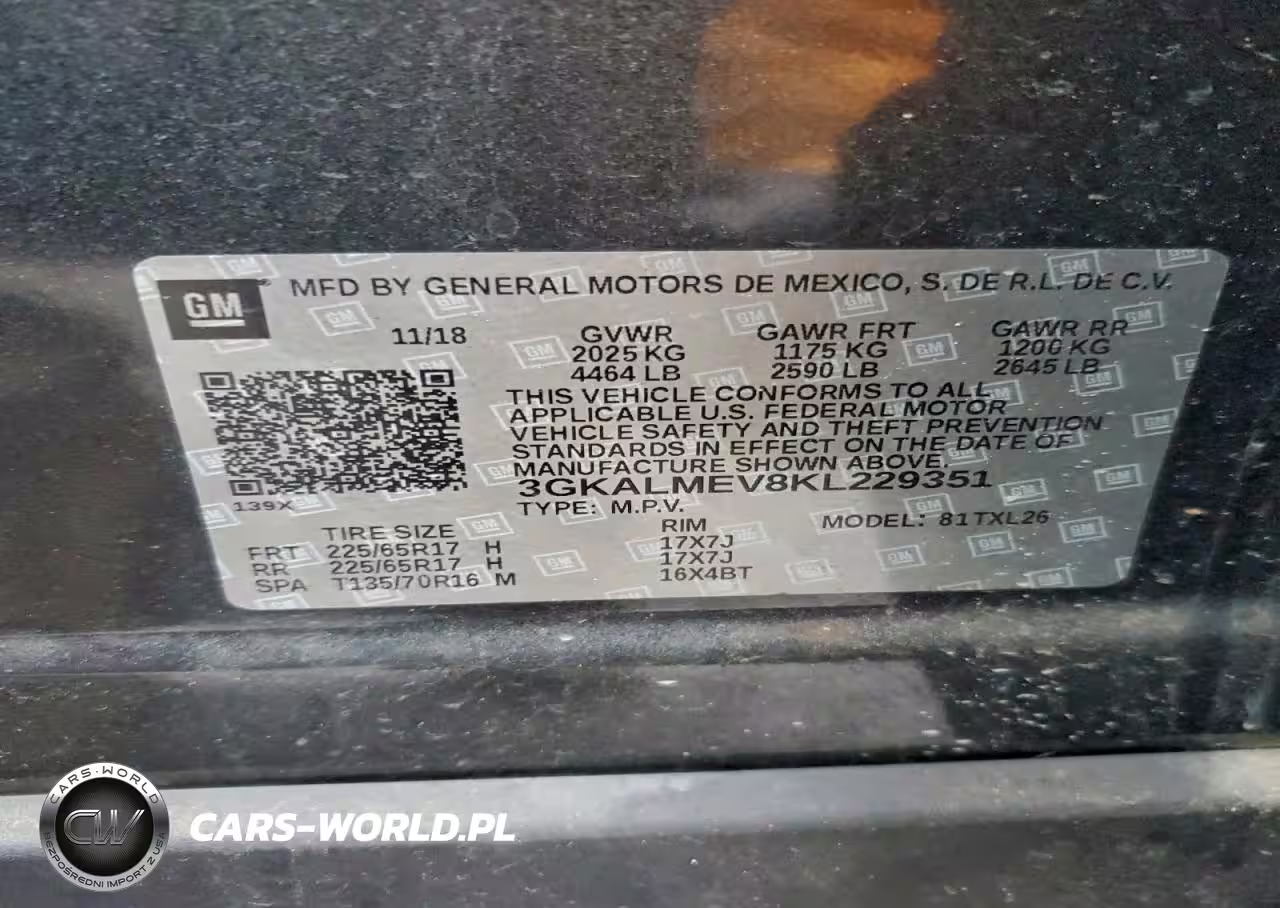 GM
MFD BY GENERAL MOTORS DE MEXICO, S. DE R.L. DE C.V.
11/18 GVWR GAWR FRT GAWR RR
2025 KG 1175 KG 1200 KG
4464 LB 2590 LB 2645 LB
THIS VEHICLE CONFORMS TO ALL
APPLICABLE U.S. FEDERAL MOTOR
VEHICLE SAFETY AND THEFT PREVENTION
STANDARDS IN EFFECT ON THE DATE OF
MANUFACTURE SHOWN ABOVE.
3GKALMEV8KL229351
139X
TYPE: M.P.V. MODEL: 81TXL26
TIRE SIZE RIM
FRT 225/65R17 H 17X7J
RR 225/65R17 H 17X7J
SPA T135/70R16 M 16X4BT
CARS-WORLD
CW
BEZPOŚREDNI IMPORT Z USA
CARS-WORLD.PL